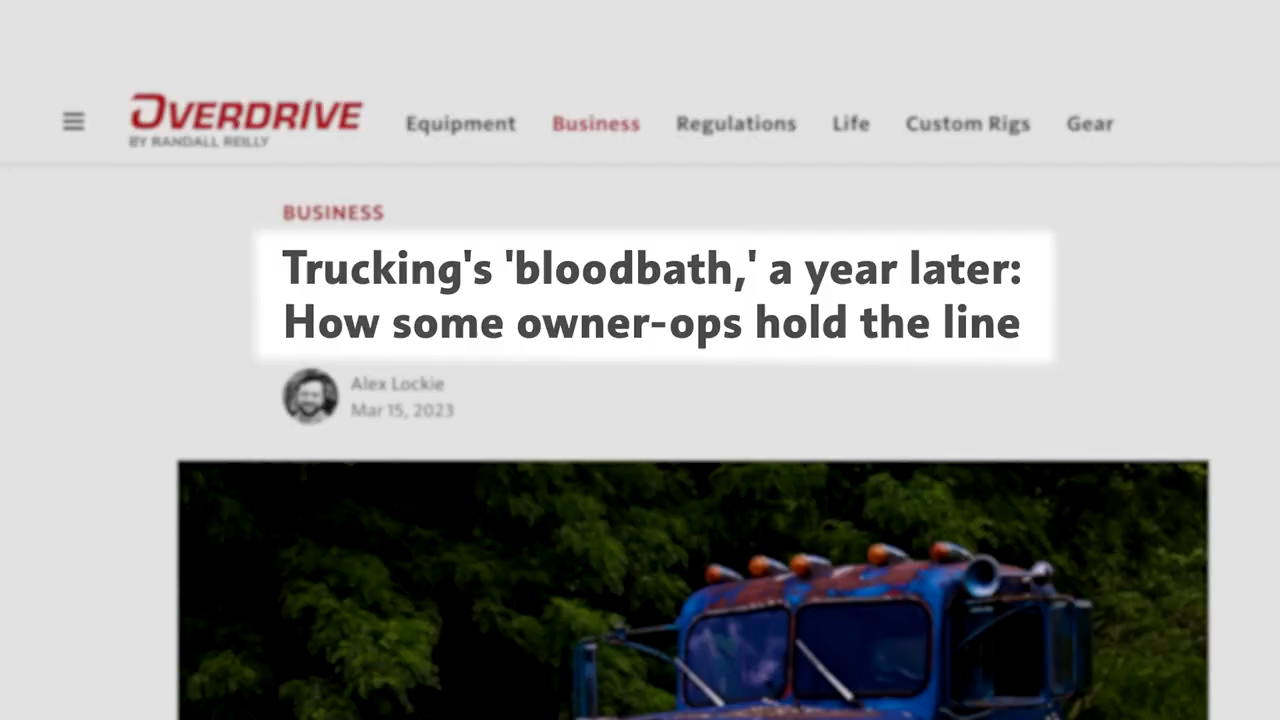 OVERDRIVE
BY RANDALL REILLY
Equipment Business Regulations Life Custom Rigs Gear
BUSINESS
Trucking's 'bloodbath,' a year later:
How some owner-ops hold the line
Alex Lockie
Mar 15, 2023